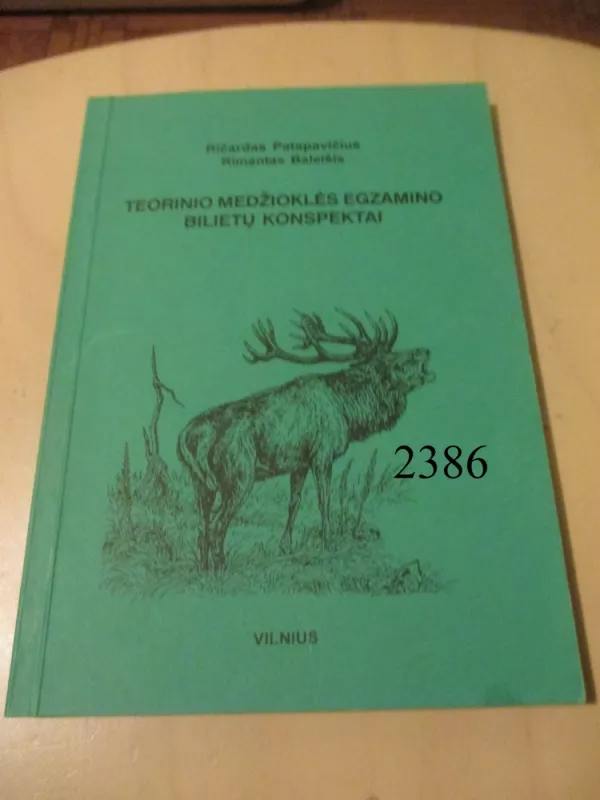 Ričardas Patapavičius
Rimantas Baleišis
TEORINIO MEDŽIOKLĖS EGZAMINO
BILIETŲ KONSPEKTAI
2386
VILNIUS